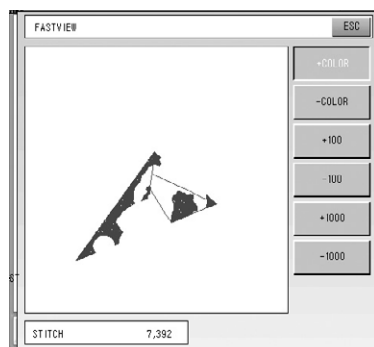 FASTVIEW ESC
+COLOR
-COLOR
+100
-100
+1000
-1000
STITCH 7,392